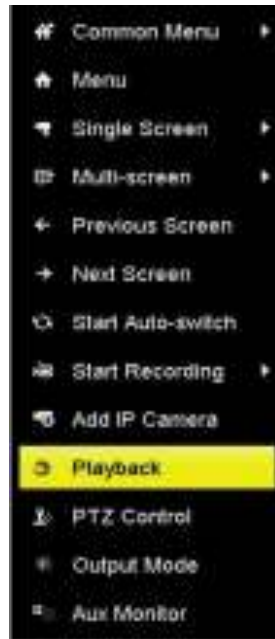 Common Menu
Menu
Single Screen
Multi-screen
Previous Screen
Next Screen
Start Auto-switch
Start Recording
Add IP Camera
Playback
PTZ Control
Output Mode
Aux Monitor